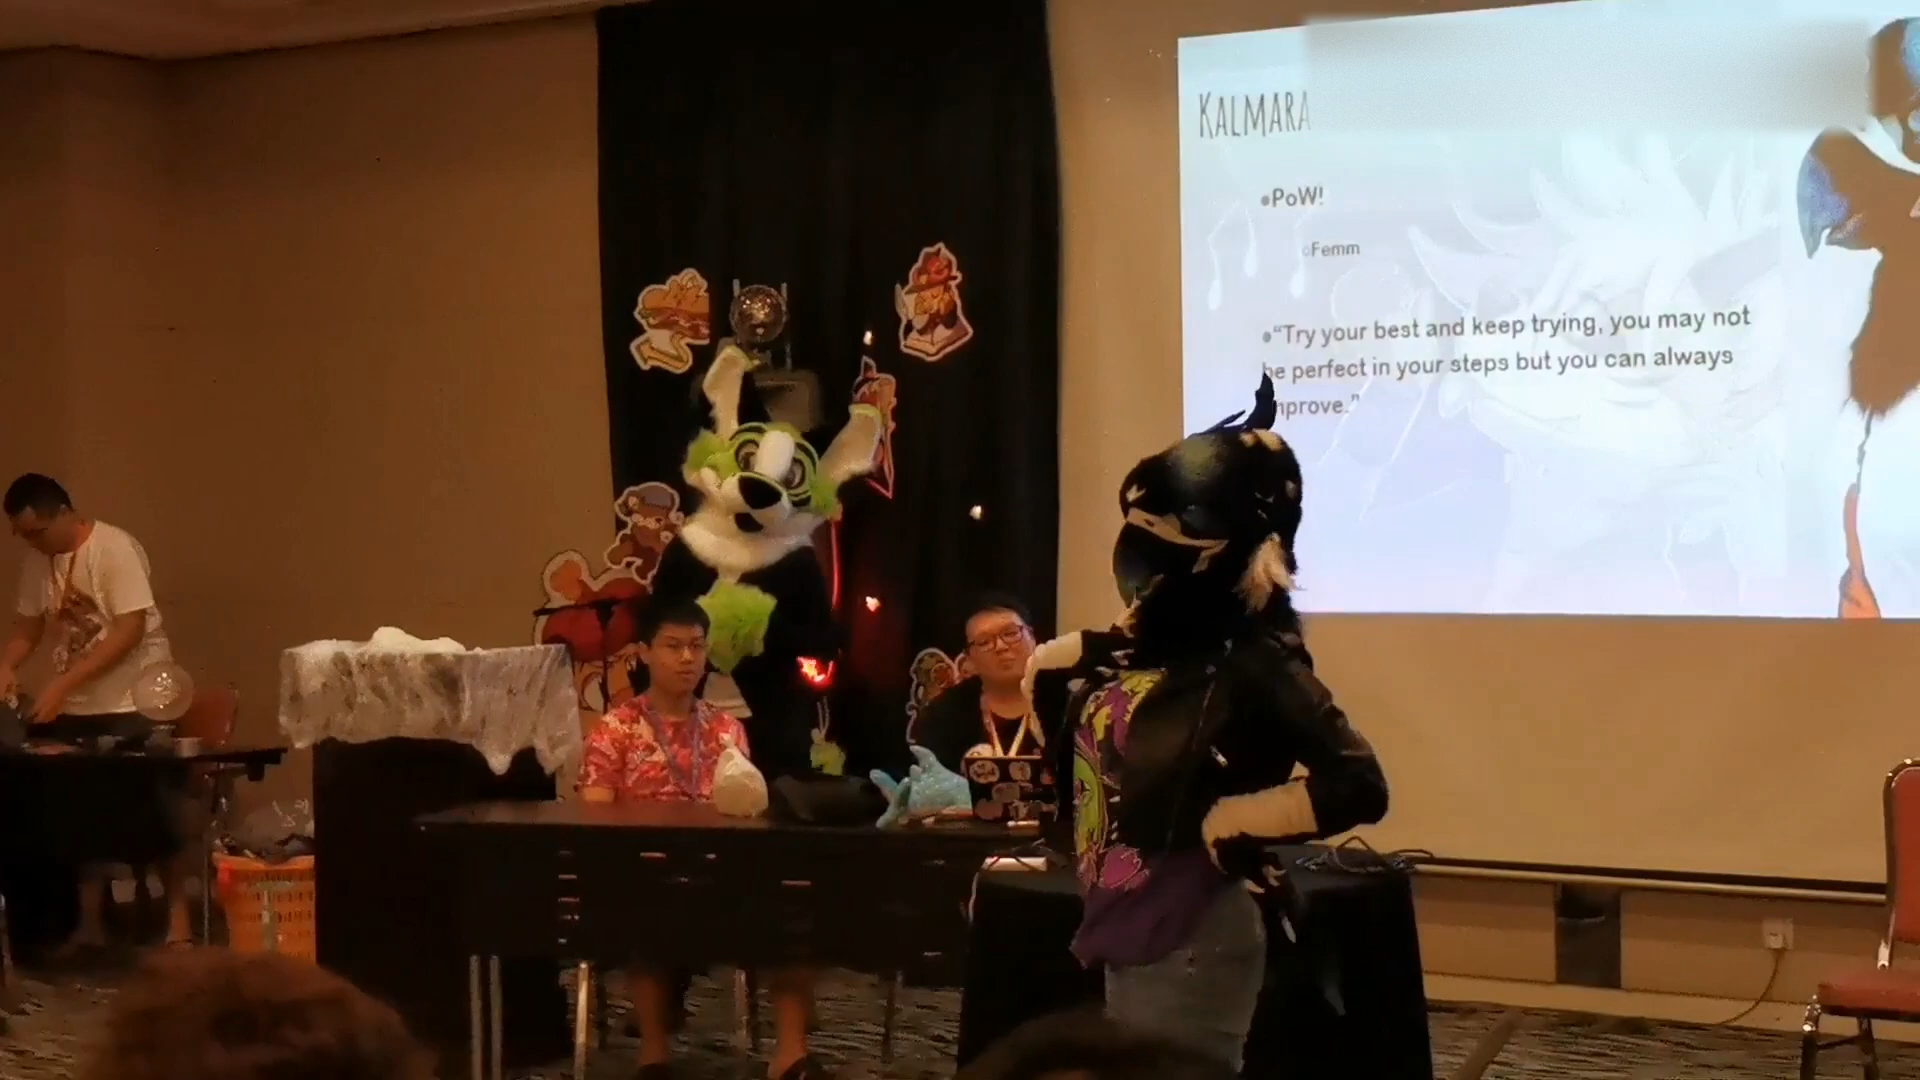 KALMARA
PoW!
Femm
"Try your best and keep trying, you may not
be perfect in your steps but you can always
mprove."